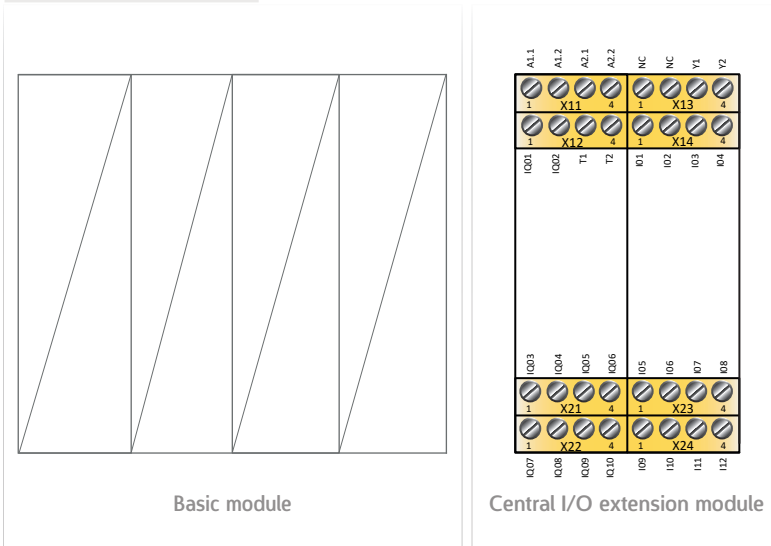 A1.1 A1.2 A2.1 A2.2 NC NC Y1 Y2
1 X11 4 1 X13 4
1 X12 4 1 X14 4
IQ01 IQ02 T1 T2 I01 I02 I03 I04
IQ03 IQ04 IQ05 IQ06 I05 I06 I07 I08
1 X21 4 1 X23 4
1 X22 4 1 X24 4
IQ07 IQ08 IQ09 IQ10 I09 I10 I11 I12
Basic module
Central I/O extension module